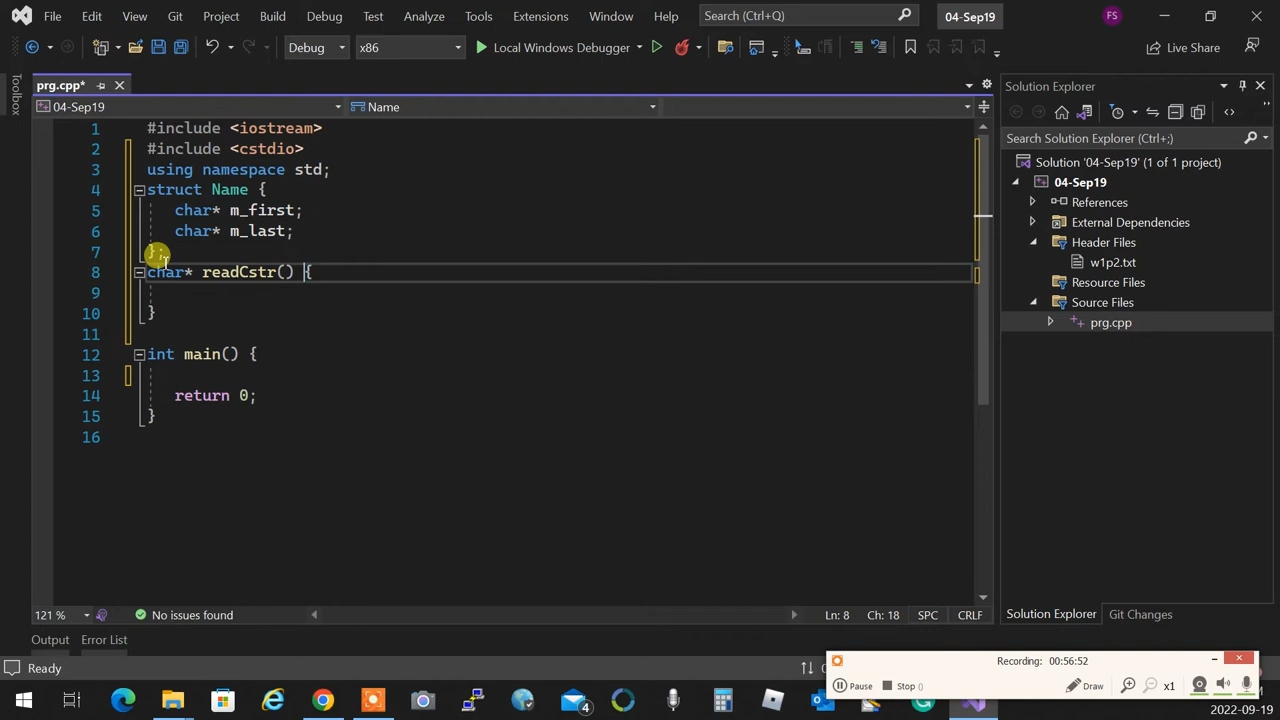 File Edit View Git Project Build Debug Test Analyze Tools Extensions Window Help Search (Ctrl+Q) 04-Sep19 FS
Debug x86 Local Windows Debugger Live Share
Toolbox
prg.cpp*
04-Sep19 Name
1 #include <iostream>
2 #include <cstdio>
3 using namespace std;
4 struct Name {
5 char* m_first;
6 char* m_last;
7 };
8 char* readCstr() {
9
10 }
11
12 int main() {
13
14 return 0;
15 }
16
121 % No issues found Ln: 8 Ch: 18 SPC CRLF
Output Error List
Ready
Solution Explorer
Search Solution Explorer (Ctrl+;)
Solution '04-Sep19' (1 of 1 project)
04-Sep19
References
External Dependencies
Header Files
w1p2.txt
Resource Files
Source Files
prg.cpp
Solution Explorer Git Changes
Recording: 00:56:52
Pause Stop () Draw x1
4
2022-09-19